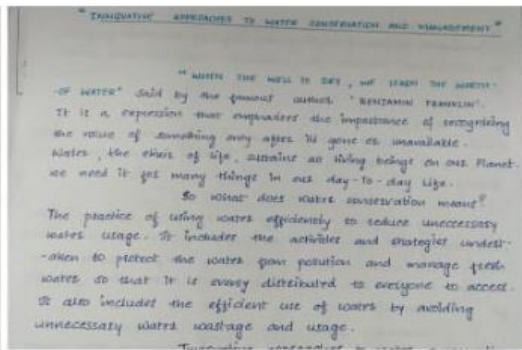 "INNOVATIVE APPROACHES TO WATER CONSERVATION AND MANAGEMENT"
"WHEN THE WELL IS DRY, WE LEARN THE WORTH-
-OF WATER" said by the famous author 'BENJAMIN FRANKLIN'.
It is a expression that emphasizes the importance of recognizing
the value of something only after its gone or unavailable.
Water, the elixir of life, sustains as living beings on our Planet.
we need it for many things in our day-to-day life.
So what does water conservation means?
The practice of using water efficiently to reduce unnecessary
water usage. It includes the activities and strategies undert-
-aken to protect the water from polution and manage fresh
water so that it is evenly distributed to everyone to access.
It also includes the efficient use of water by avoiding
unnecessary water wastage and usage.